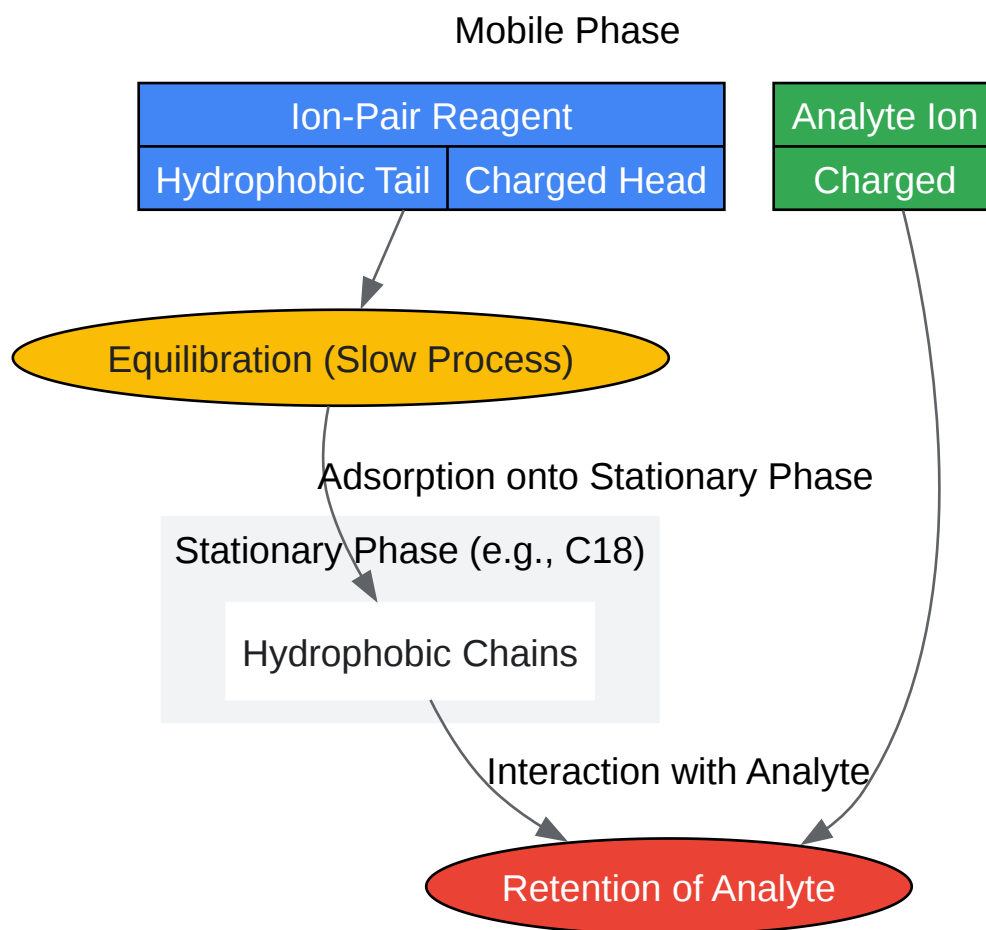 Mobile Phase
Ion-Pair Reagent
Hydrophobic Tail
Charged Head
Analyte Ion
Charged
Equilibration (Slow Process)
Adsorption onto Stationary Phase
Stationary Phase (e.g., C18)
Hydrophobic Chains
Interaction with Analyte
Retention of Analyte